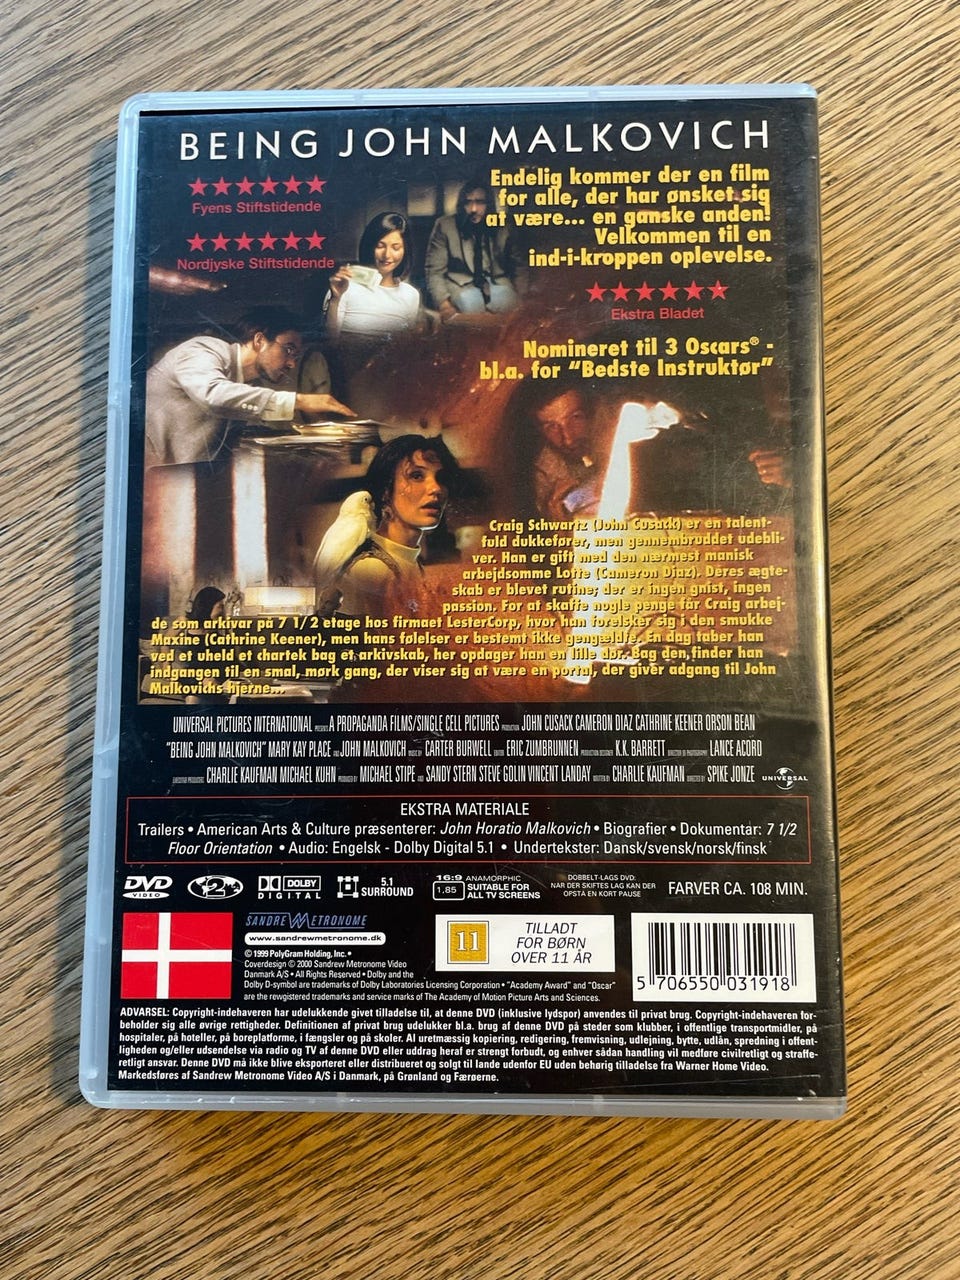 BEING JOHN MALKOVICH
★★★★★★
Fyens Stiftstidende
★★★★★★
Nordjyske Stiftstidende
Endelig kommer der en film
for alle, der har ønsket sig
at være... en ganske anden!
Velkommen til en
ind-i-kroppen oplevelse.
★★★★★★
Ekstra Bladet
Nomineret til 3 Oscars® -
bl.a. for "Bedste Instruktør"
Craig Schwartz (John Cusack) er en talent-
fuld dukkefører, men gennembruddet udebli-
ver. Han er gift med den nærmest manisk
arbejdsomme Lotte (Cameron Diaz). Deres ægte-
skab er blevet rutine; der er ingen gnist, ingen
passion. For at skaffe nogle penge får Craig arbej-
de som arkivar på 7 1/2 etage hos firmaet LesterCorp, hvor han forelsker sig i den smukke
Maxine (Cathrine Keener), men hans følelser er bestemt ikke gengældte. En dag taber han
ved et uheld et chartek bag et arkivskab, her opdager han en lille dør. Bag den,finder han
indgangen til en smal, mørk gang, der viser sig at være en portal, der giver adgang til John
Malkovichs hjerne...
UNIVERSAL PICTURES INTERNATIONAL PRESENTS A PROPAGANDA FILMS/SINGLE CELL PICTURES PRODUCTION JOHN CUSACK CAMERON DIAZ CATHRINE KEENER ORSON BEAN
"BEING JOHN MALKOVICH" MARY KAY PLACE AND JOHN MALKOVICH MUSIC BY CARTER BURWELL EDITOR ERIC ZUMBRUNNEN PRODUCTION DESIGNER K.K. BARRETT DIRECTOR OF PHOTOGRAPHY LANCE ACORD
EXECUTIVE PRODUCERS CHARLIE KAUFMAN MICHAEL KUHN PRODUCED BY MICHAEL STIPE AND SANDY STERN STEVE GOLIN VINCENT LANDAY WRITTEN BY CHARLIE KAUFMAN DIRECTED BY SPIKE JONZE UNIVERSAL
EKSTRA MATERIALE
Trailers • American Arts & Culture præsenterer: John Horatio Malkovich • Biografier • Dokumentar: 7 1/2
Floor Orientation • Audio: Engelsk - Dolby Digital 5.1 • Undertekster: Dansk/svensk/norsk/finsk
DVD VIDEO
2
DOLBY DIGITAL
5.1 SURROUND
16:9 ANAMORPHIC
1,85 SUITABLE FOR ALL TV SCREENS
DOBBELT-LAGS DVD:
NAR DER SKIFTES LAG KAN DER
OPSTA EN KORT PAUSE
FARVER CA. 108 MIN.
SANDREW METRONOME
www.sandrewmetronome.dk
© 1999 PolyGram Holding, Inc. •
Coverdesign © 2000 Sandrew Metronome Video
Danmark A/S • All Rights Reserved • Dolby and the
Dolby D-symbol are trademarks of Dolby Laboratories Licensing Corporation • "Academy Award" and "Oscar"
are the rewgistered trademarks and service marks of The Academy of Motion Picture Arts and Sciences.
11
TILLADT
FOR BØRN
OVER 11 ÅR
5 706550 031918
ADVARSEL: Copyright-indehaveren har udelukkende givet tilladelse til, at denne DVD (inklusive lydspor) anvendes til privat brug. Copyright-indehaveren for-
beholder sig alle øvrige rettigheder. Definitionen af privat brug udelukker bl.a. brug af denne DVD på steder som klubber, i offentlige transportmidler, på
hospitaler, på hoteller, på boreplatforme, i fængsler og på skoler. Al uretmæssig kopiering, redigering, fremvisning, udlejning, bytte, udlån, spredning i offent-
ligheden og/eller udsendelse via radio og TV af denne DVD eller uddrag heraf er strengt forbudt, og enhver sådan handling vil medføre civilretligt og straffe-
retligt ansvar. Denne DVD må ikke blive eksporteret eller distribueret og solgt til lande udenfor EU uden behørig tilladelse fra Warner Home Video.
Markedsføres af Sandrew Metronome Video A/S i Danmark, på Grønland og Færøerne.